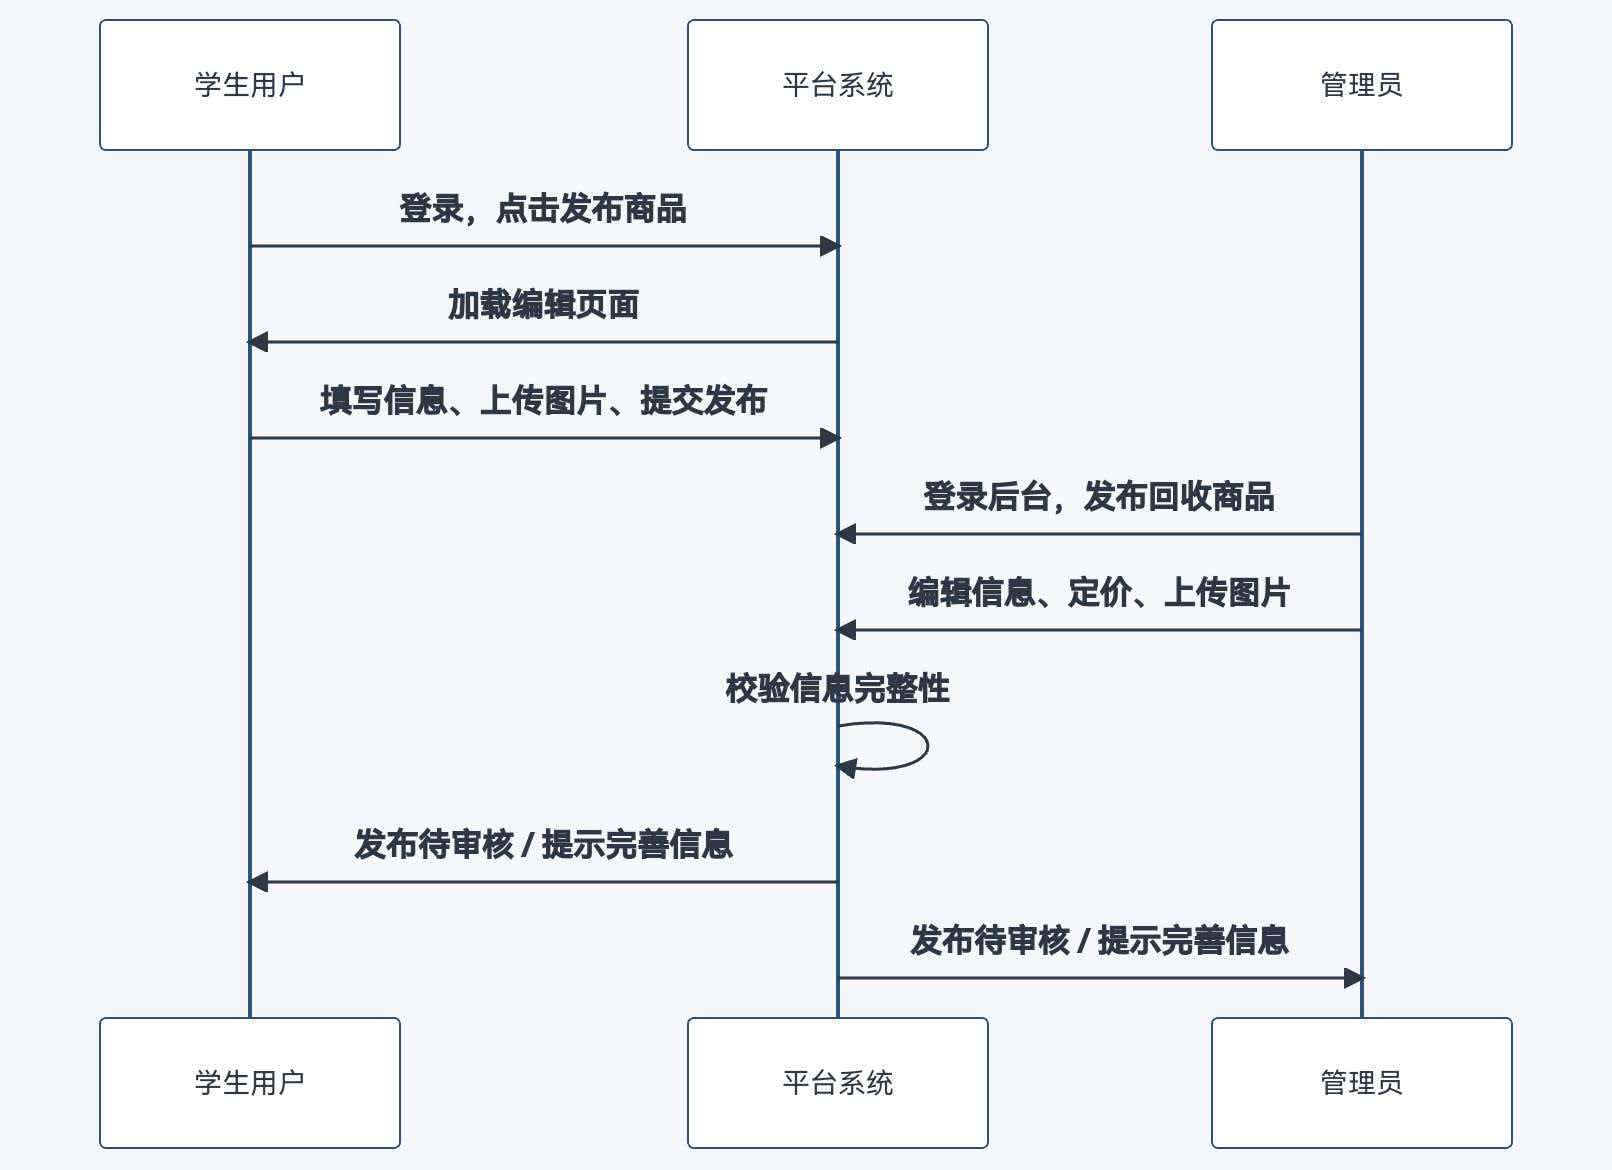 学生用户
平台系统
管理员
登录，点击发布商品
加载编辑页面
填写信息、上传图片、提交发布
登录后台，发布回收商品
编辑信息、定价、上传图片
校验信息完整性
发布待审核 / 提示完善信息
发布待审核 / 提示完善信息
学生用户
平台系统
管理员